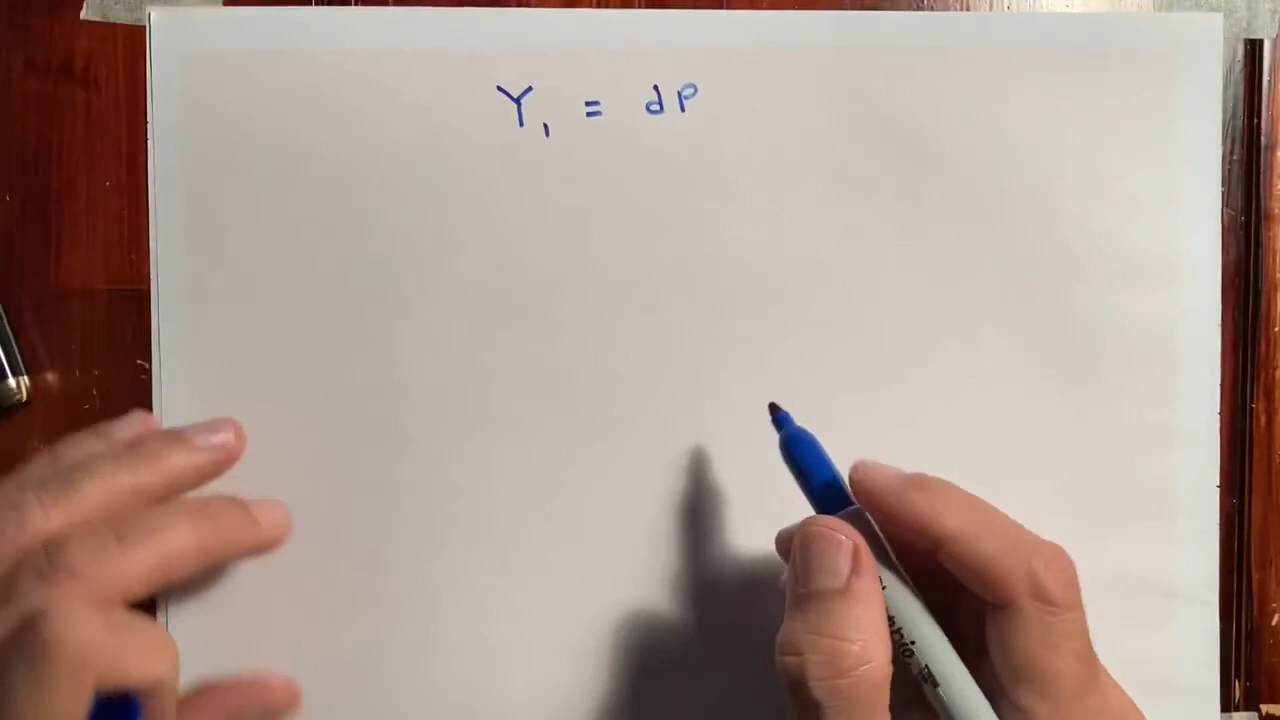 Y₁ = dP